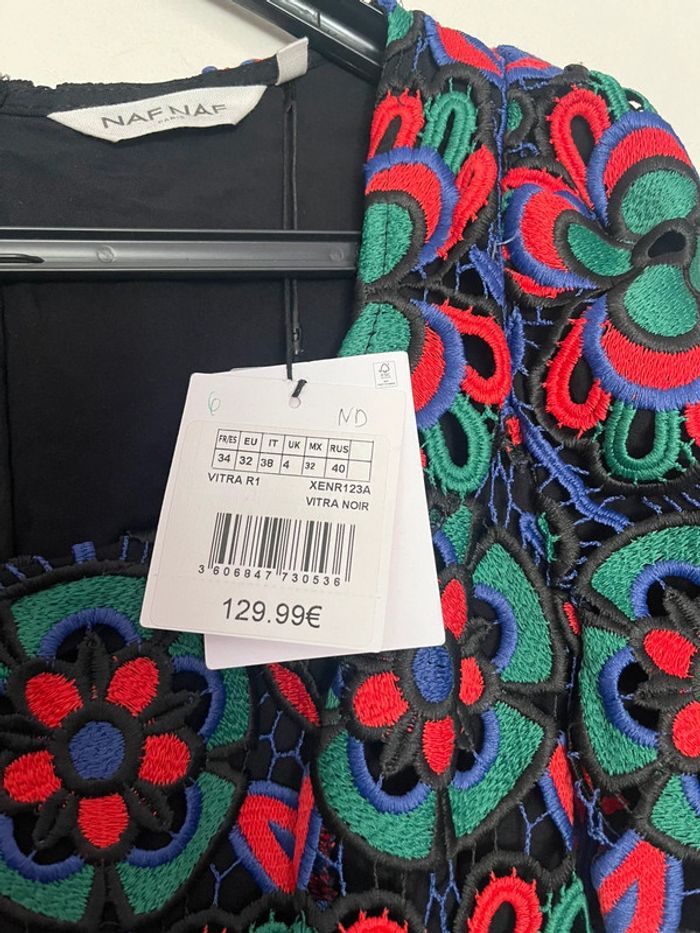 NAF NAF
PARIS
6
ND
FR/ES EU IT UK MX RUS
34 32 38 4 32 40
VITRA R1 XENR123A
VITRA NOIR
3 606847 730536
129.99€